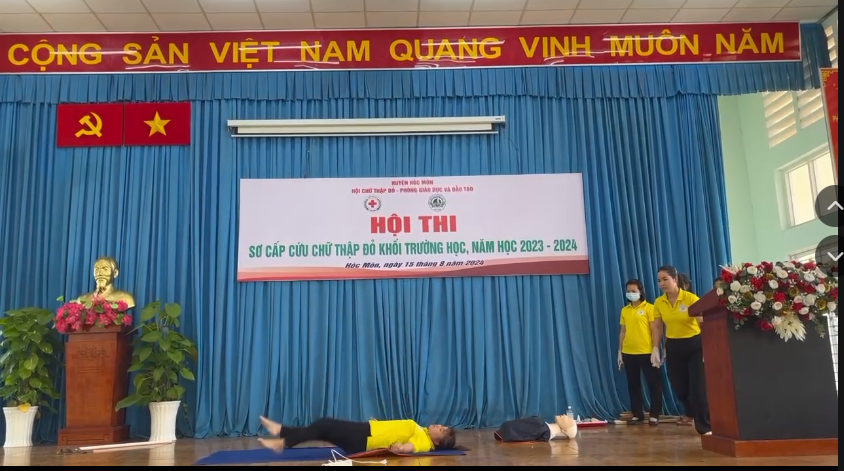 CỘNG SẢN VIỆT NAM QUANG VINH MUÔN NĂM
HUYỆN HÓC MÔN
HỘI CHỮ THẬP ĐỎ - PHÒNG GIÁO DỤC VÀ ĐÀO TẠO
HỘI THI
SƠ CẤP CỨU CHỮ THẬP ĐỎ KHỐI TRƯỜNG HỌC, NĂM HỌC 2023 - 2024
Hóc Môn, ngày 15 tháng 8 năm 2024